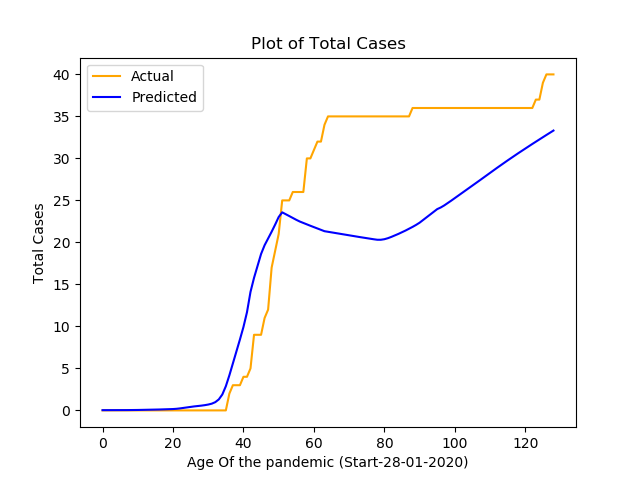 Plot of Total Cases
Actual
Predicted
Total Cases
40
35
30
25
20
15
10
5
0
0 20 40 60 80 100 120
Age Of the pandemic (Start-28-01-2020)